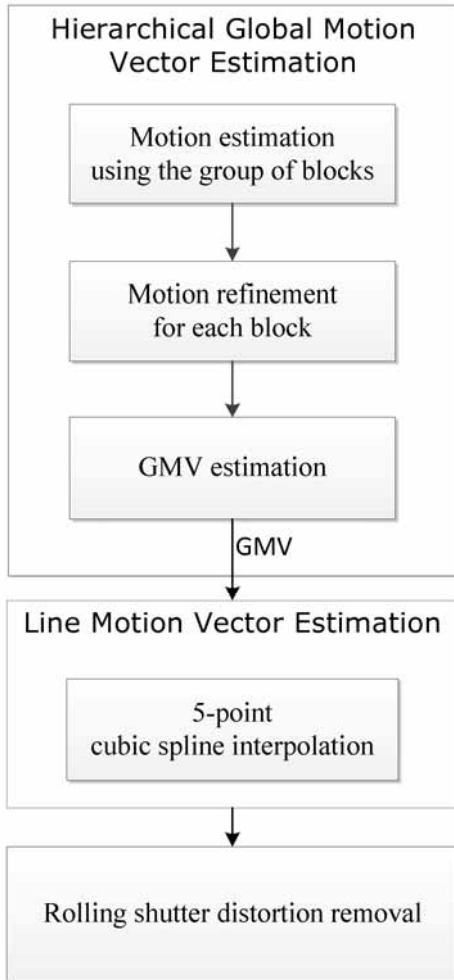 Hierarchical Global Motion
Vector Estimation
Motion estimation
using the group of blocks
Motion refinement
for each block
GMV estimation
GMV
Line Motion Vector Estimation
5-point
cubic spline interpolation
Rolling shutter distortion removal